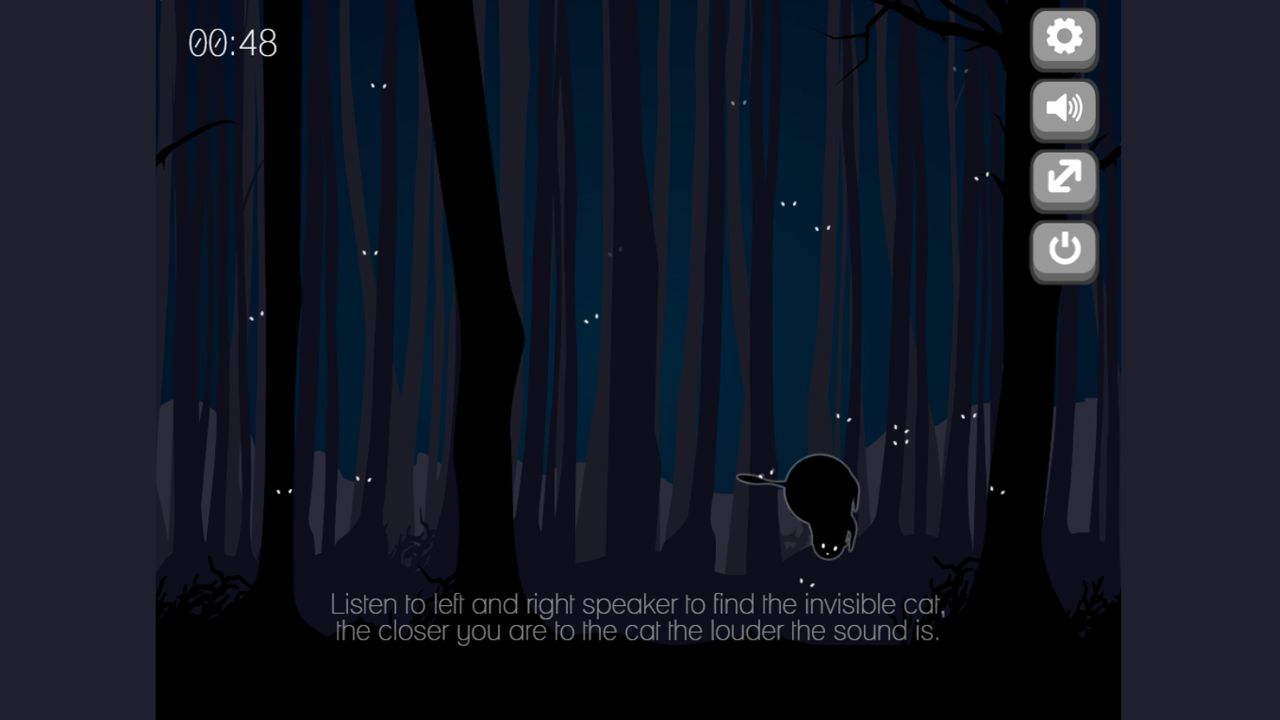 00:48
Listen to left and right speaker to find the invisible cat,
the closer you are to the cat the louder the sound is.